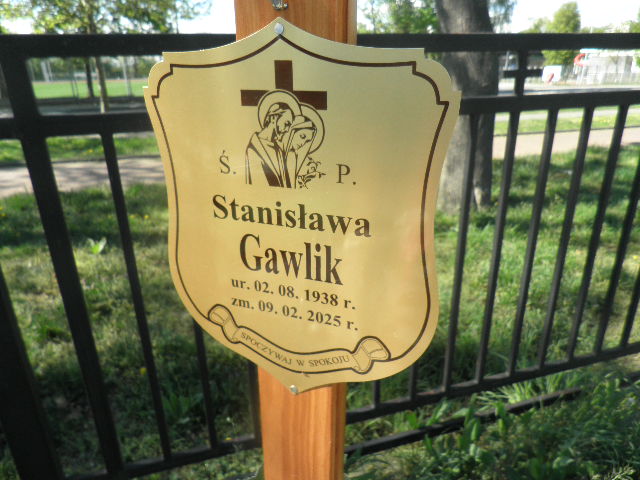 Ś. P.
Stanisława
Gawlik
ur. 02. 08. 1938 r.
zm. 09. 02. 2025 r.
SPOCZYWAJ W SPOKOJU